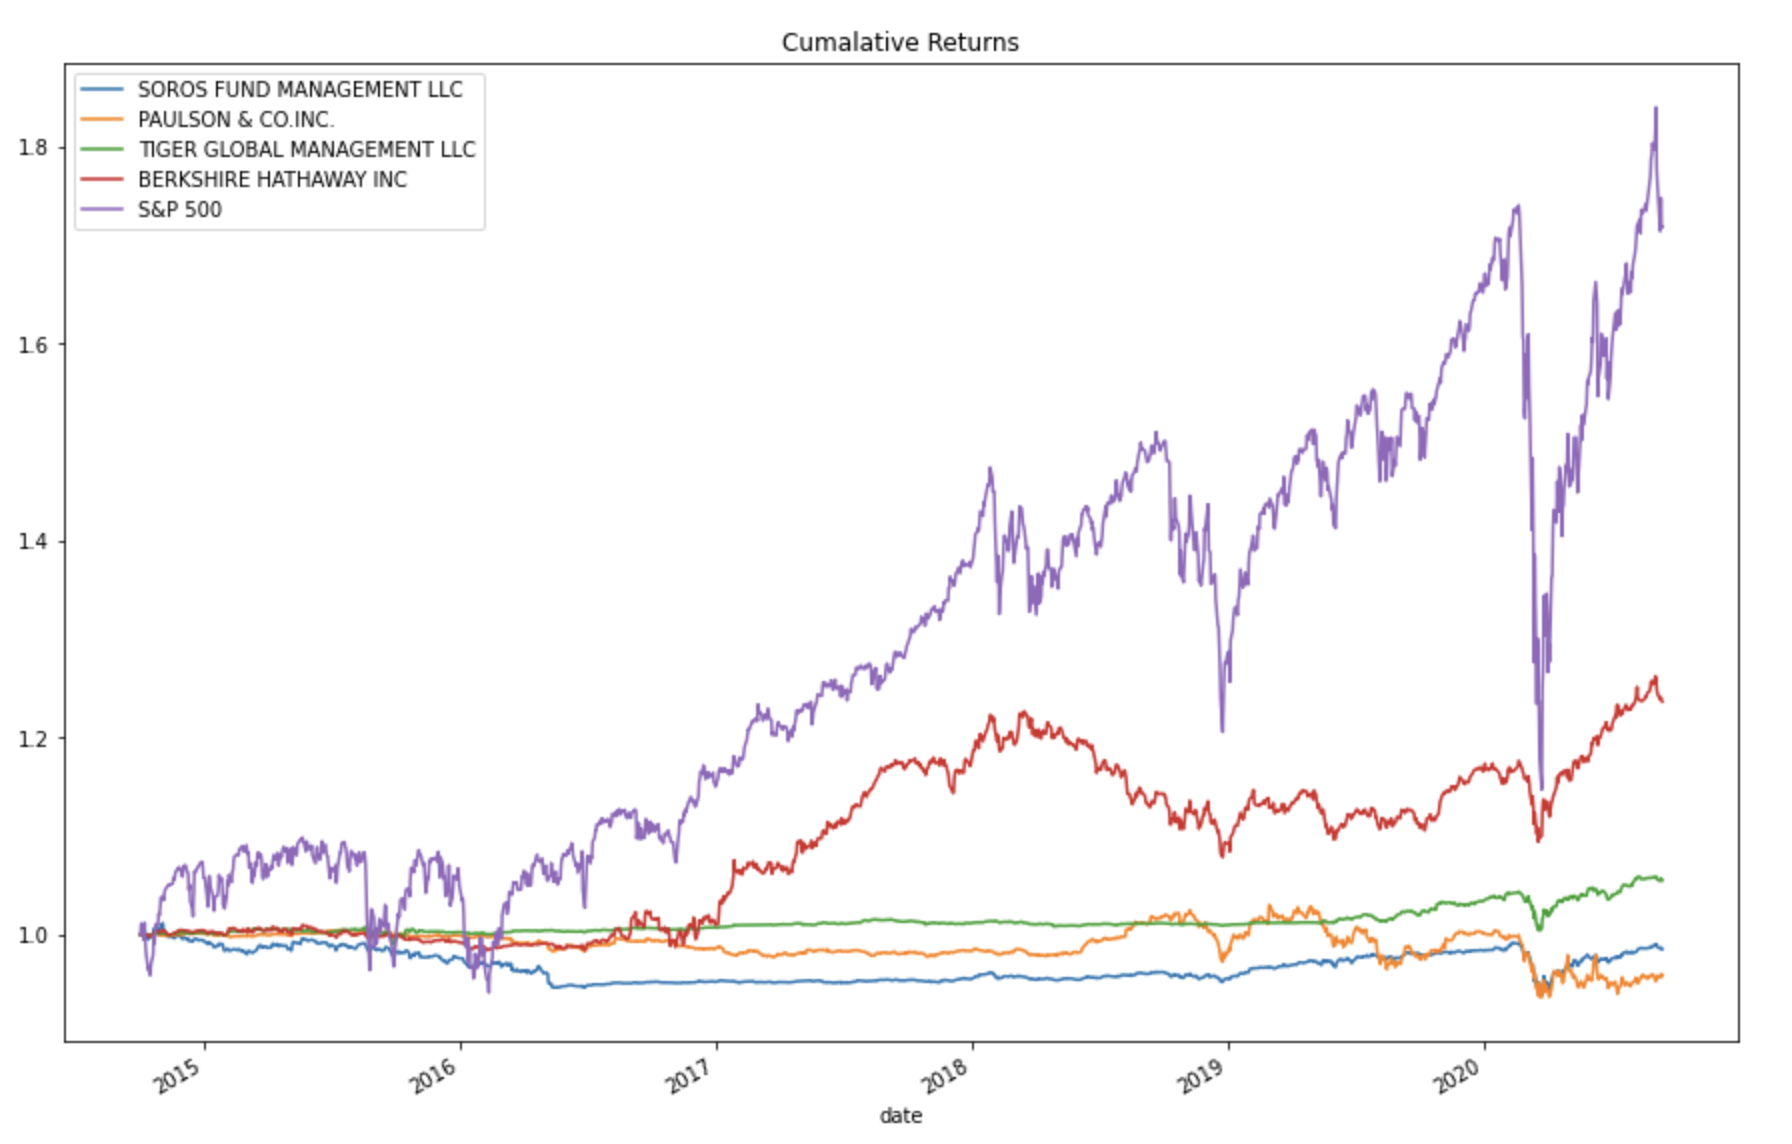 Cumalative Returns
SOROS FUND MANAGEMENT LLC
PAULSON & CO.INC.
TIGER GLOBAL MANAGEMENT LLC
BERKSHIRE HATHAWAY INC
S&P 500
1.8
1.6
1.4
1.2
1.0
2015
2016
2017
2018
2019
2020
date